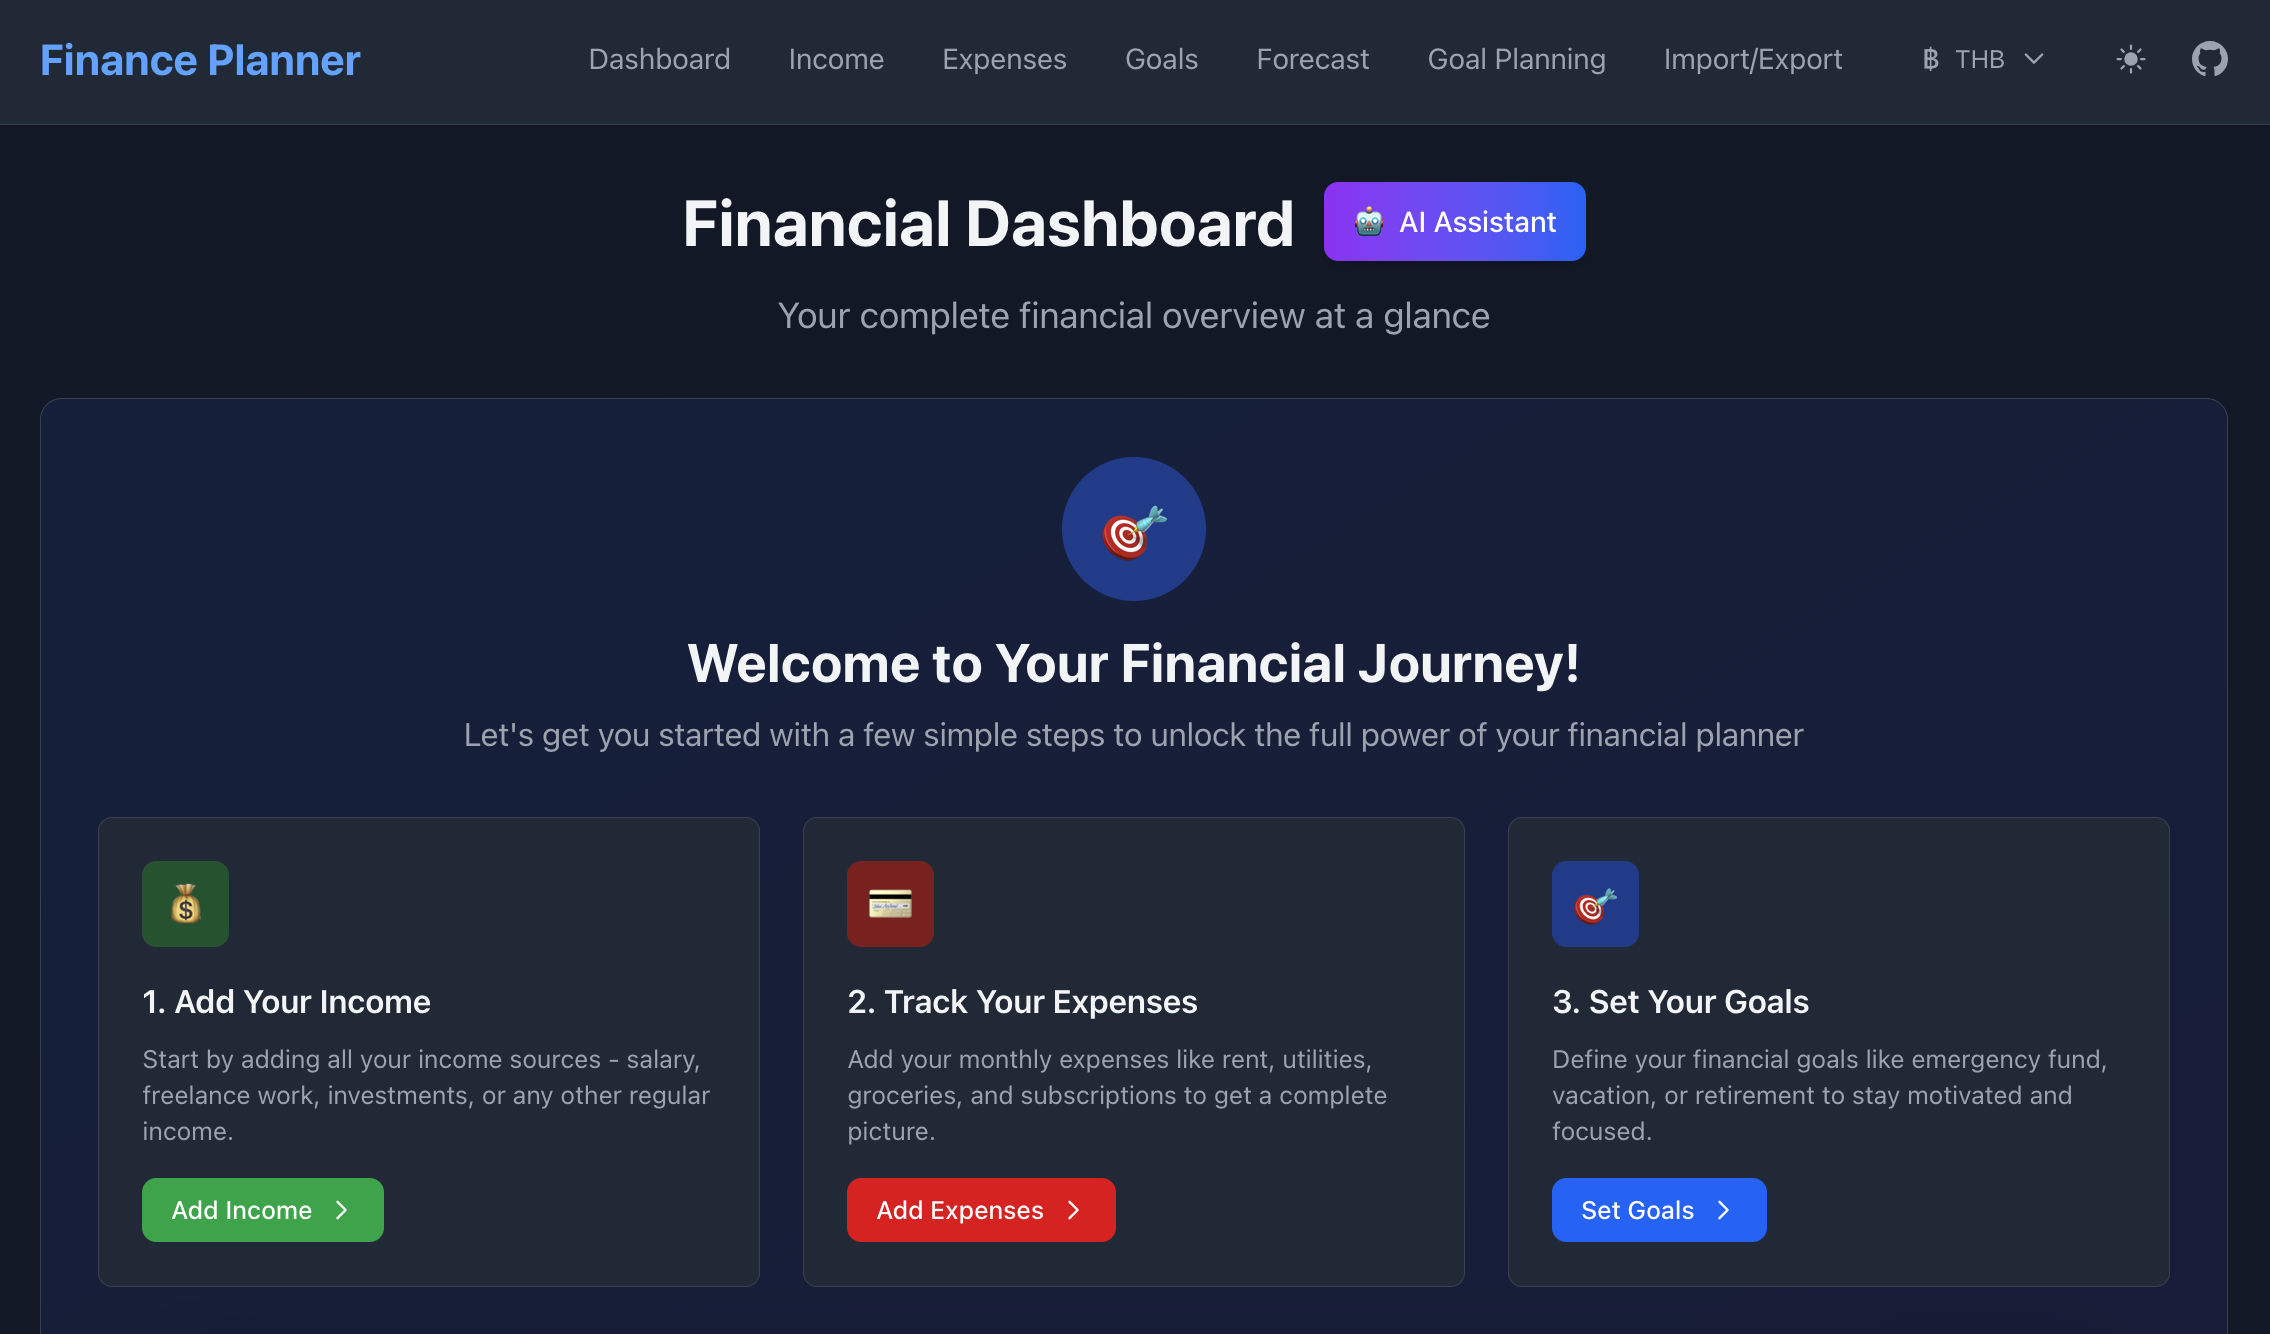 Finance Planner
Dashboard
Income
Expenses
Goals
Forecast
Goal Planning
Import/Export
฿ THB
Financial Dashboard
AI Assistant
Your complete financial overview at a glance
Welcome to Your Financial Journey!
Let's get you started with a few simple steps to unlock the full power of your financial planner
1. Add Your Income
Start by adding all your income sources - salary,
freelance work, investments, or any other regular
income.
Add Income
2. Track Your Expenses
Add your monthly expenses like rent, utilities,
groceries, and subscriptions to get a complete
picture.
Add Expenses
3. Set Your Goals
Define your financial goals like emergency fund,
vacation, or retirement to stay motivated and
focused.
Set Goals